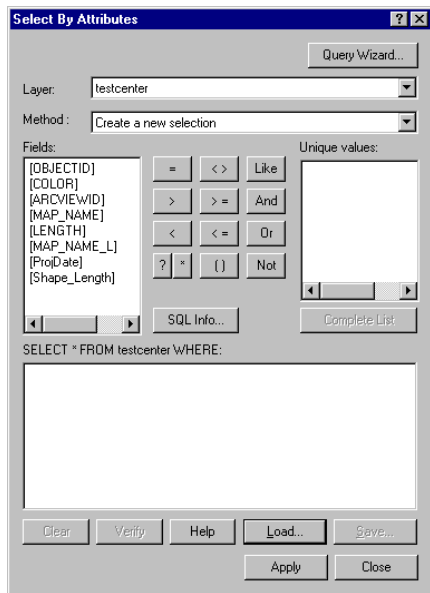 Select By Attributes
? ×
Query Wizard...
Layer: testcenter
Method : Create a new selection
Fields: Unique values:
[OBJECTID]
[COLOR]
[ARCVIEWID]
[MAP_NAME]
[LENGTH]
[MAP_NAME_L]
[ProjDate]
[Shape_Length]
= < > Like
> > = And
< < = Or
? * ( ) Not
SQL Info... Complete List
SELECT * FROM testcenter WHERE:
Clear Verify Help Load... Save...
Apply Close